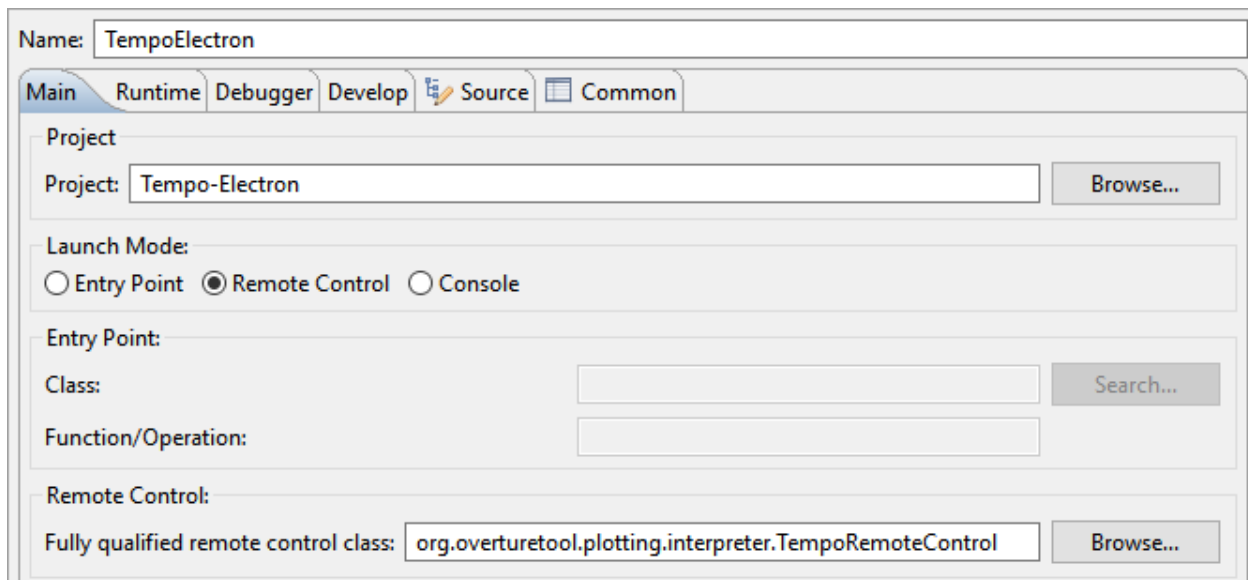 Name: TempoElectron
Main Runtime Debugger Develop Source Common
Project
Project: Tempo-Electron Browse...
Launch Mode:
Entry Point Remote Control Console
Entry Point:
Class: Search...
Function/Operation:
Remote Control:
Fully qualified remote control class: org.overturetool.plotting.interpreter.TempoRemoteControl Browse...